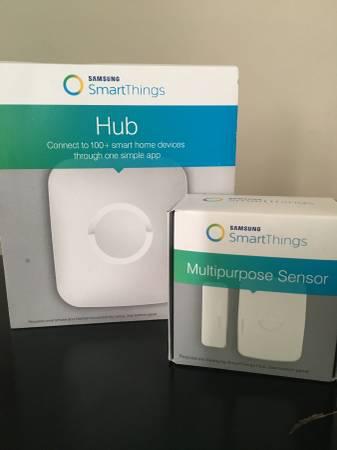 SAMSUNG
SmartThings
Hub
Connect to 100+ smart home devices
through one simple app
SAMSUNG
SmartThings
Multipurpose Sensor